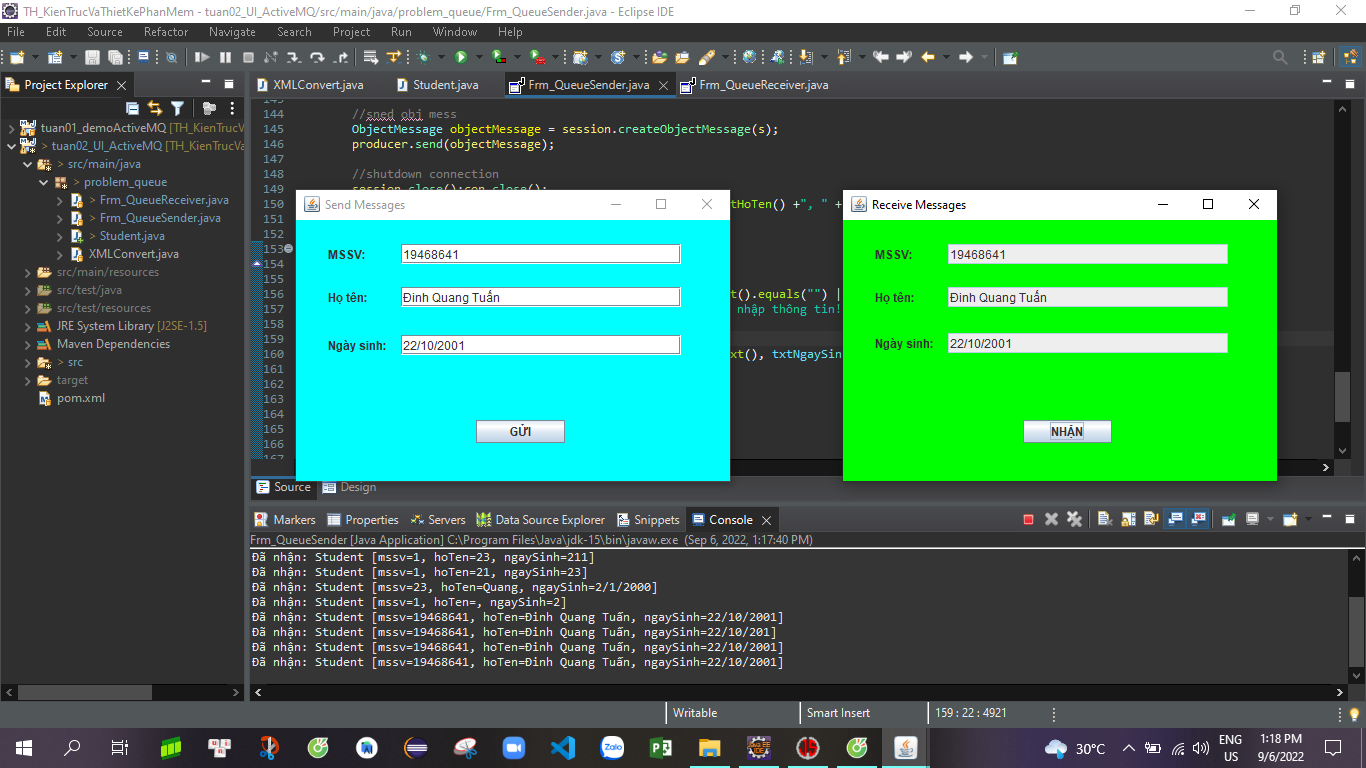 TH_KienTrucVaThietKePhanMem - tuan02_UI_ActiveMQ/src/main/java/problem_queue/Frm_QueueSender.java - Eclipse IDE
File Edit Source Refactor Navigate Search Project Run Window Help
Project Explorer
XMLConvert.java Student.java Frm_QueueSender.java Frm_QueueReceiver.java
tuan01_demoActiveMQ [TH_KienTrucV
> tuan02_UI_ActiveMQ [TH_KienTrucVa
> src/main/java
> problem_queue
> Frm_QueueReceiver.java
> Frm_QueueSender.java
> Student.java
XMLConvert.java
src/main/resources
src/test/java
src/test/resources
JRE System Library [J2SE-1.5]
Maven Dependencies
> src
target
pom.xml
144 //sned obj mess
145 ObjectMessage objectMessage = session.createObjectMessage(s);
146 producer.send(objectMessage);
147
148 //shutdown connection
149 session.close();con.close();
150 tHoTen() +", " +
151
152
153
154
155
156 t().equals("") |
157 nhập thông tin!
158
159
160 xt(), txtNgaySin
161
162
163
164
165
166
167
Send Messages
MSSV: 19468641
Họ tên: Đinh Quang Tuấn
Ngày sinh: 22/10/2001
GỬI
Receive Messages
MSSV: 19468641
Họ tên: Đinh Quang Tuấn
Ngày sinh: 22/10/2001
NHẬN
Source Design
Markers Properties Servers Data Source Explorer Snippets Console
Frm_QueueSender [Java Application] C:\Program Files\Java\jdk-15\bin\javaw.exe (Sep 6, 2022, 1:17:40 PM)
Đã nhận: Student [mssv=1, hoTen=23, ngaySinh=211]
Đã nhận: Student [mssv=1, hoTen=21, ngaySinh=23]
Đã nhận: Student [mssv=23, hoTen=Quang, ngaySinh=2/1/2000]
Đã nhận: Student [mssv=1, hoTen=, ngaySinh=2]
Đã nhận: Student [mssv=19468641, hoTen=Đinh Quang Tuấn, ngaySinh=22/10/2001]
Đã nhận: Student [mssv=19468641, hoTen=Đinh Quang Tuấn, ngaySinh=22/10/201]
Đã nhận: Student [mssv=19468641, hoTen=Đinh Quang Tuấn, ngaySinh=22/10/2001]
Đã nhận: Student [mssv=19468641, hoTen=Đinh Quang Tuấn, ngaySinh=22/10/2001]
Writable Smart Insert 159 : 22 : 4921
Zalo
30°C
ENG
US
1:18 PM
9/6/2022